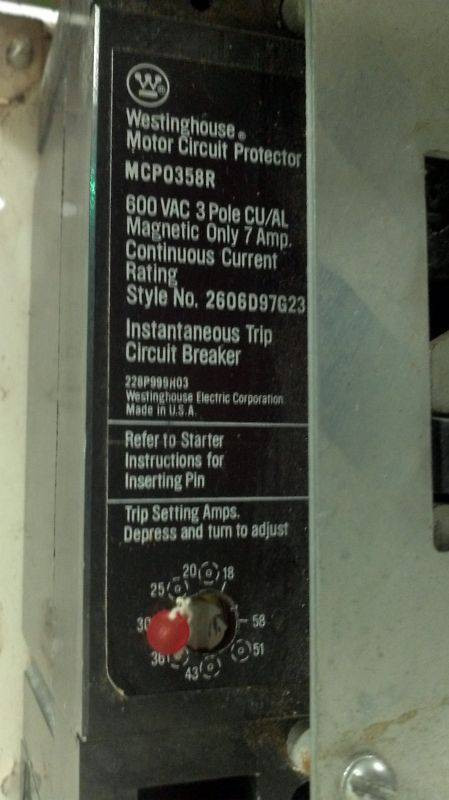 W
Westinghouse®
Motor Circuit Protector
MCP0358R
600 VAC 3 Pole CU/AL
Magnetic Only 7 Amp.
Continuous Current
Rating
Style No. 2606D97G23
Instantaneous Trip
Circuit Breaker
228P999H03
Westinghouse Electric Corporation
Made in U.S.A.
Refer to Starter
Instructions for
Inserting Pin
Trip Setting Amps.
Depress and turn to adjust
20 18
25
30 58
36 51
43